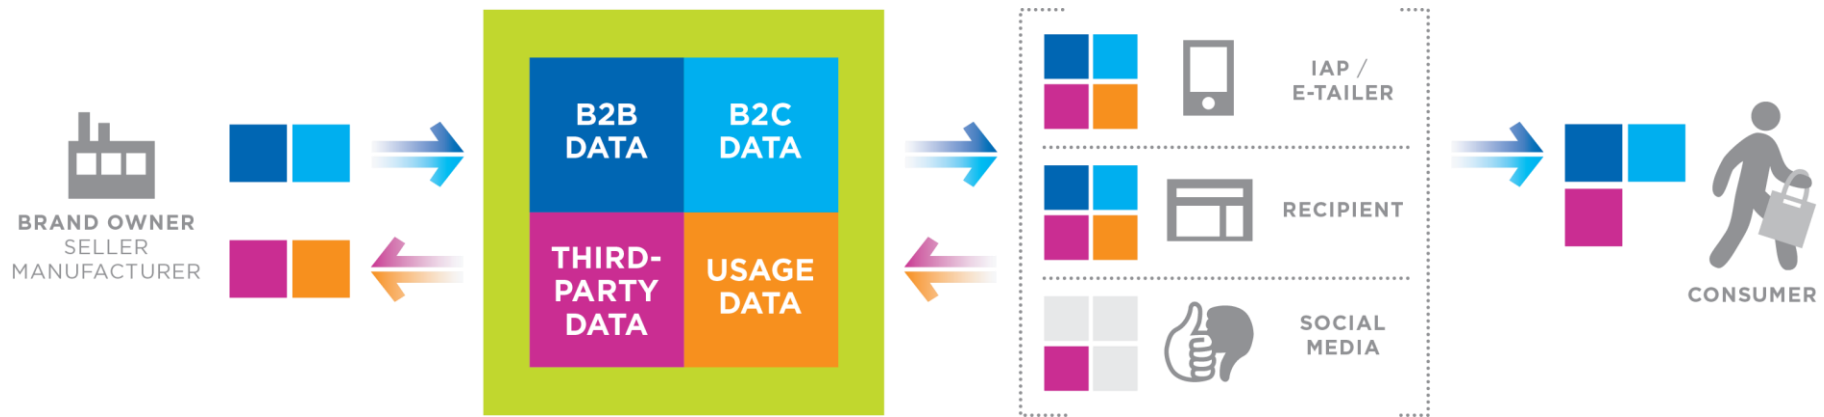 BRAND OWNER
SELLER
MANUFACTURER
B2B
DATA
B2C
DATA
THIRD-
PARTY
DATA
USAGE
DATA
IAP /
E-TAILER
RECIPIENT
SOCIAL
MEDIA
CONSUMER